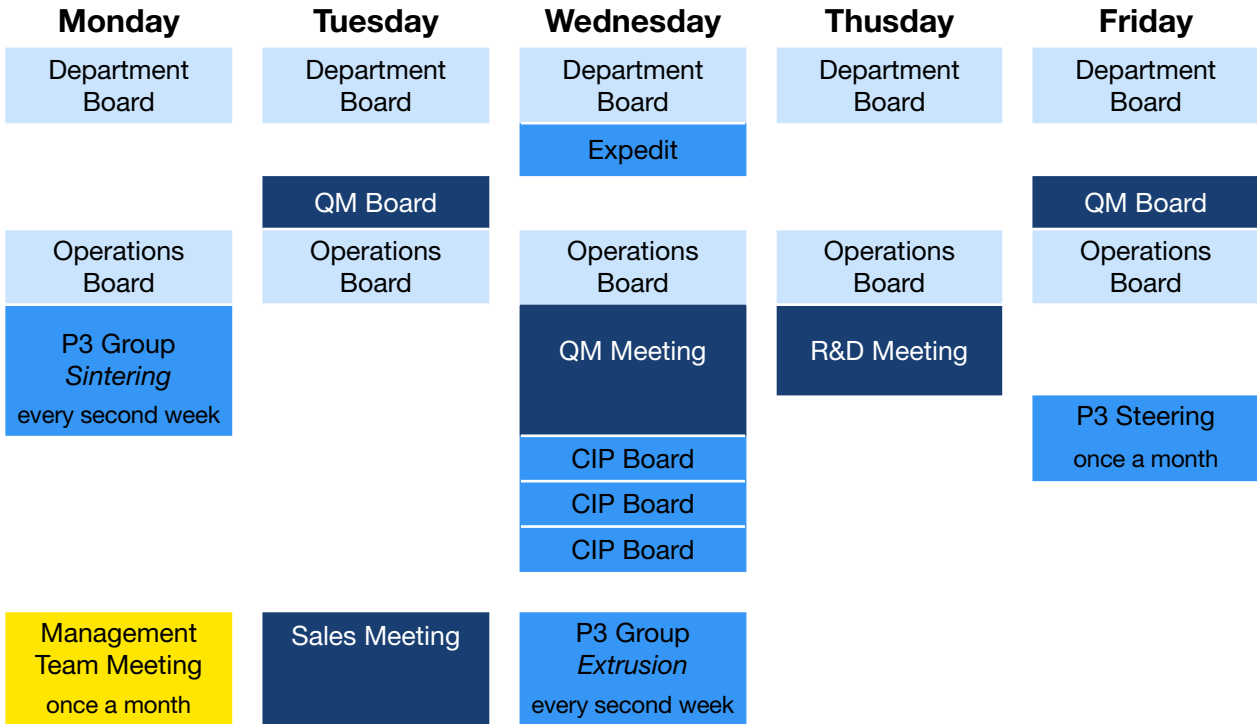 Monday
Tuesday
Wednesday
Thusday
Friday
Department
Board
Department
Board
Department
Board
Department
Board
Department
Board
Expedit
QM Board
QM Board
Operations
Board
Operations
Board
Operations
Board
Operations
Board
Operations
Board
P3 Group
Sintering
every second week
QM Meeting
R&D Meeting
P3 Steering
once a month
CIP Board
CIP Board
CIP Board
Management
Team Meeting
once a month
Sales Meeting
P3 Group
Extrusion
every second week